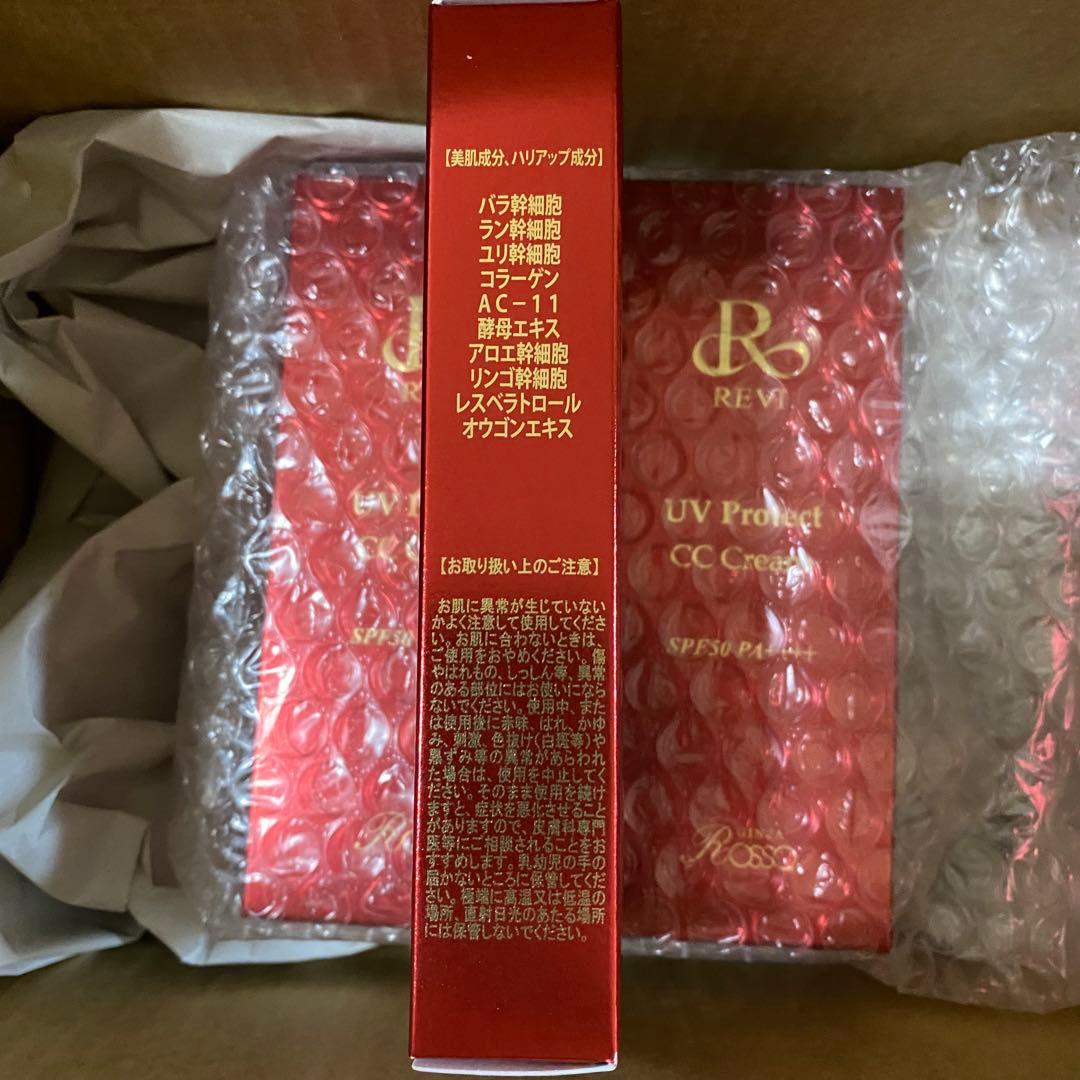 【美肌成分、ハリアップ成分】
バラ幹細胞
ラン幹細胞
ユリ幹細胞
コラーゲン
AC－11
酵母エキス
アロエ幹細胞
リンゴ幹細胞
レスベラトロール
オウゴンエキス
【お取り扱い上のご注意】
お肌に異常が生じていない
かよく注意して使用してくださ
い。お肌に合わないときは、
ご使用をおやめください。傷
やはれもの、しっしん等、異常
のある部位にはお使いになら
ないでください。使用中、また
は使用後に赤味、はれ、かゆ
み、刺激、色抜け(白斑等)や
黒ずみ等の異常があらわれ
た場合は、使用を中止してく
ださい。そのまま使用を続け
ますと、症状を悪化させること
がありますので、皮膚科専門
医等にご相談されることをお
すすめします。乳幼児の手の
届かないところに保管してくだ
さい。極端に高温又は低温の
場所、直射日光のあたる場所
には保管しないでください。
R
REVI
UV Protect
CC Cream
SPF50 PA++++
GINZA
ROSSO
UV
CC
SPF50